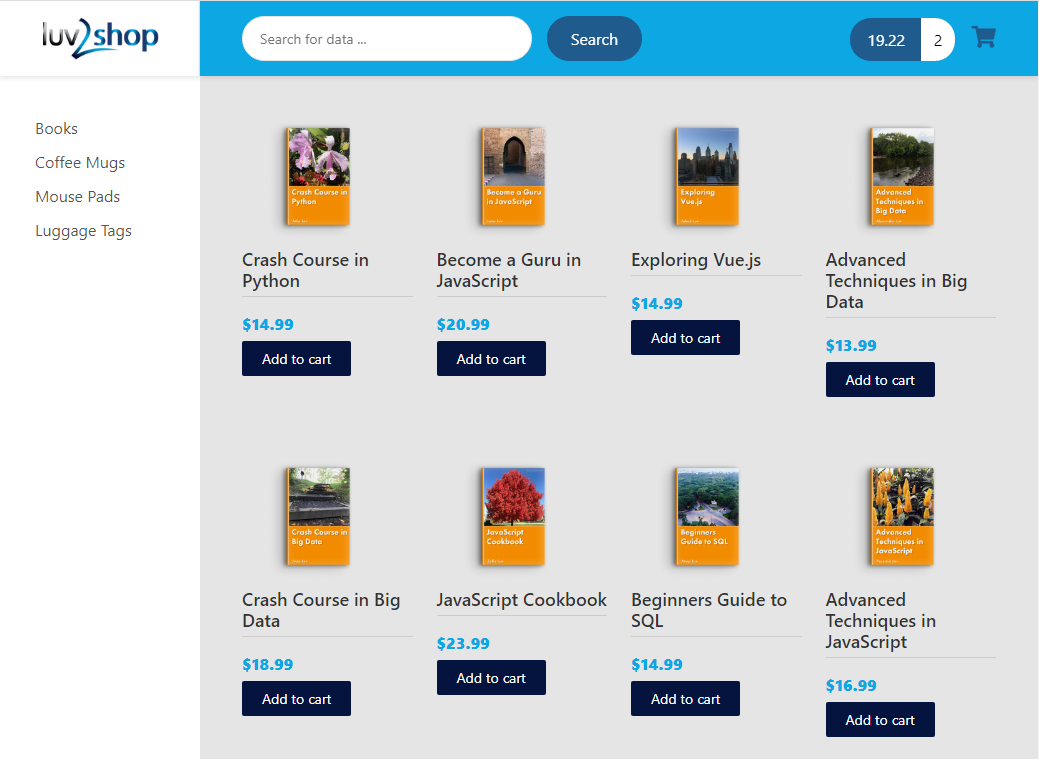 luv2shop
Search for data ...
Search
19.22
2
Books
Coffee Mugs
Mouse Pads
Luggage Tags
Crash Course in
Python
Become a Guru
in JavaScript
Exploring
Vue.js
Advanced
Techniques in
Big Data
Crash Course in
Python
Become a Guru in
JavaScript
Exploring Vue.js
Advanced
Techniques in Big
Data
$14.99
$20.99
$14.99
$13.99
Add to cart
Add to cart
Add to cart
Add to cart
Crash Course in
Big Data
JavaScript
Cookbook
Beginners
Guide to SQL
Advanced
Techniques in
JavaScript
Crash Course in Big
Data
JavaScript Cookbook
Beginners Guide to
SQL
Advanced
Techniques in
JavaScript
$18.99
$23.99
$14.99
$16.99
Add to cart
Add to cart
Add to cart
Add to cart